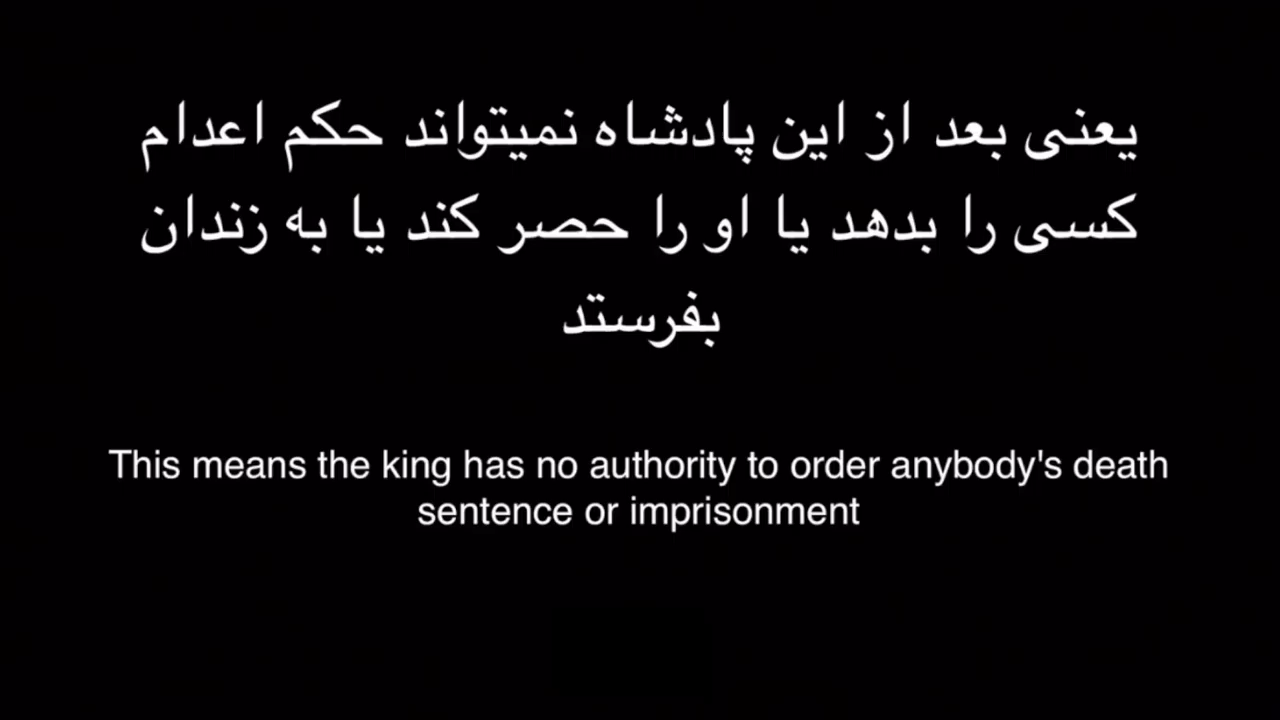 یعنی بعد از این پادشاه نمیتواند حکم اعدام
کسی را بدهد یا او را حصر کند یا به زندان
بفرستد
This means the king has no authority to order anybody's death
sentence or imprisonment